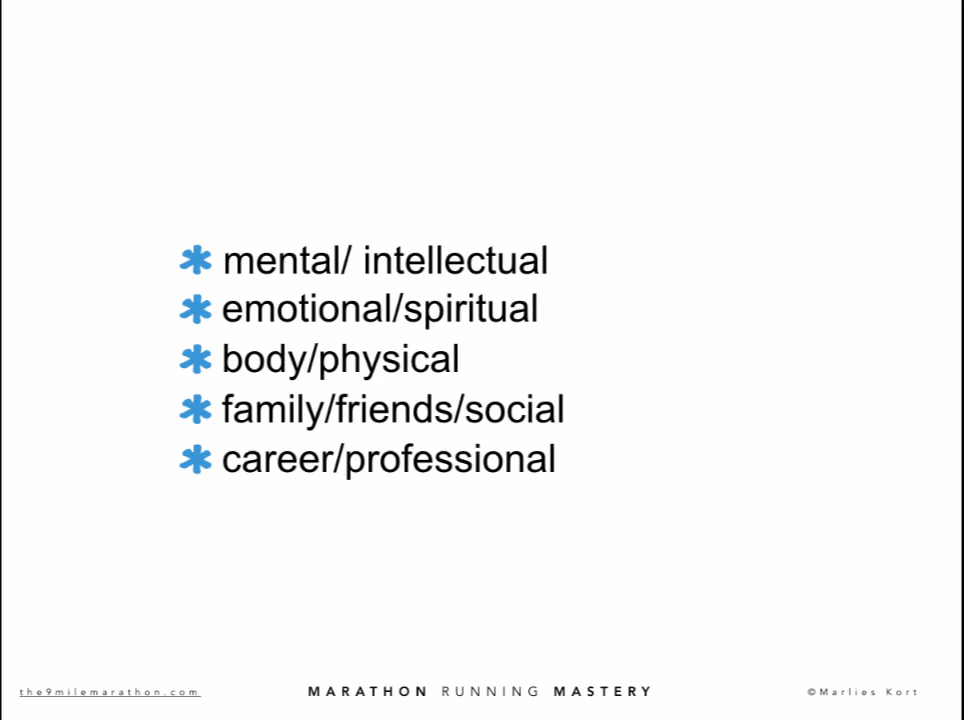 mental/ intellectual
emotional/spiritual
body/physical
family/friends/social
career/professional
the9milemarathon.com MARATHON RUNNING MASTERY ©Marlies Kort